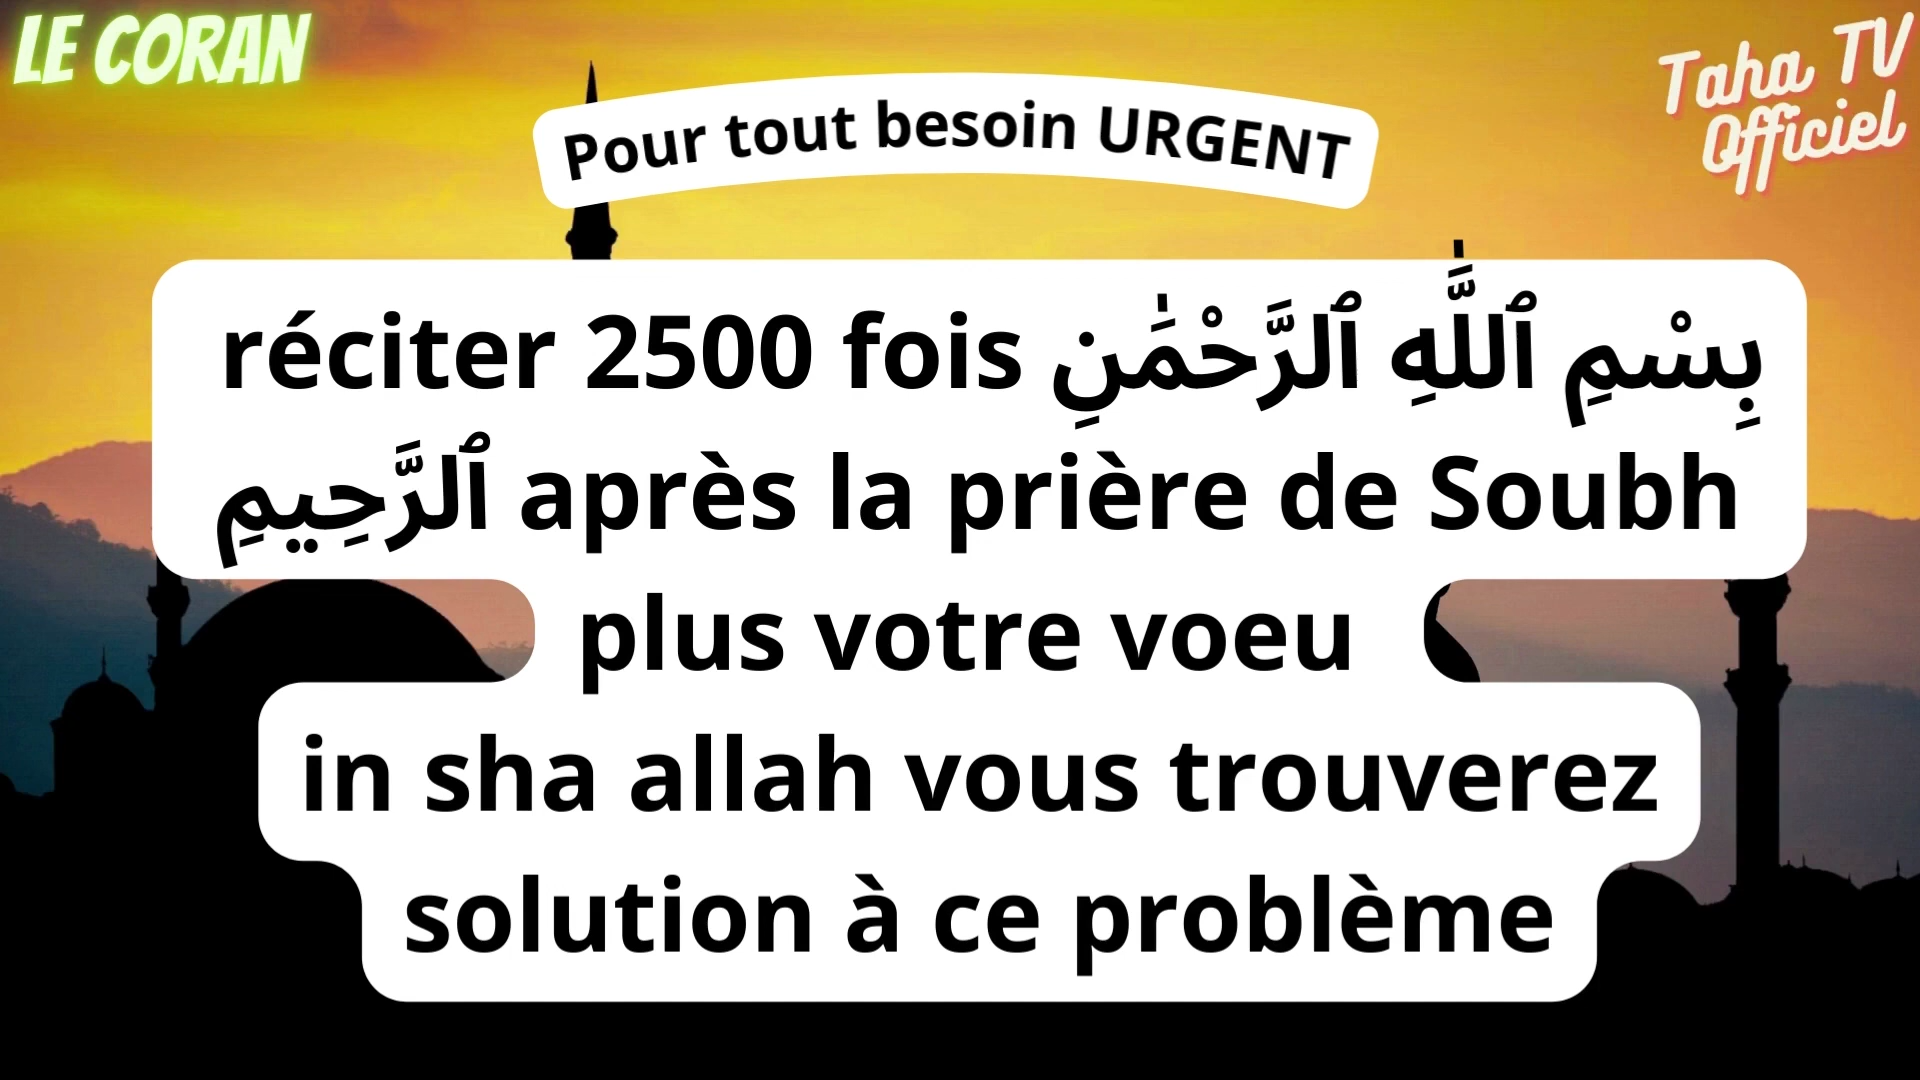 LE CORAN
Taha TV
Officiel
Pour tout besoin URGENT
réciter 2500 fois بِسْمِ ٱللَّٰهِ ٱلرَّحْمَٰنِ
ٱلرَّحِيمِ après la prière de Soubh
plus votre voeu
in sha allah vous trouverez
solution à ce problème